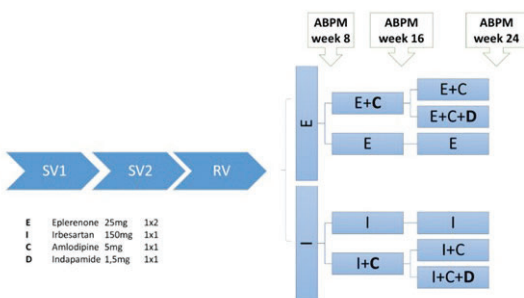 ABPM
week 8
ABPM
week 16
ABPM
week 24
SV1
SV2
RV
E
E+C
E
E+C
E+C+D
E
I
I
I+C
I
I+C
I+C+D
E Eplerenone 25mg 1x2
I Irbesartan 150mg 1x1
C Amlodipine 5mg 1x1
D Indapamide 1,5mg 1x1